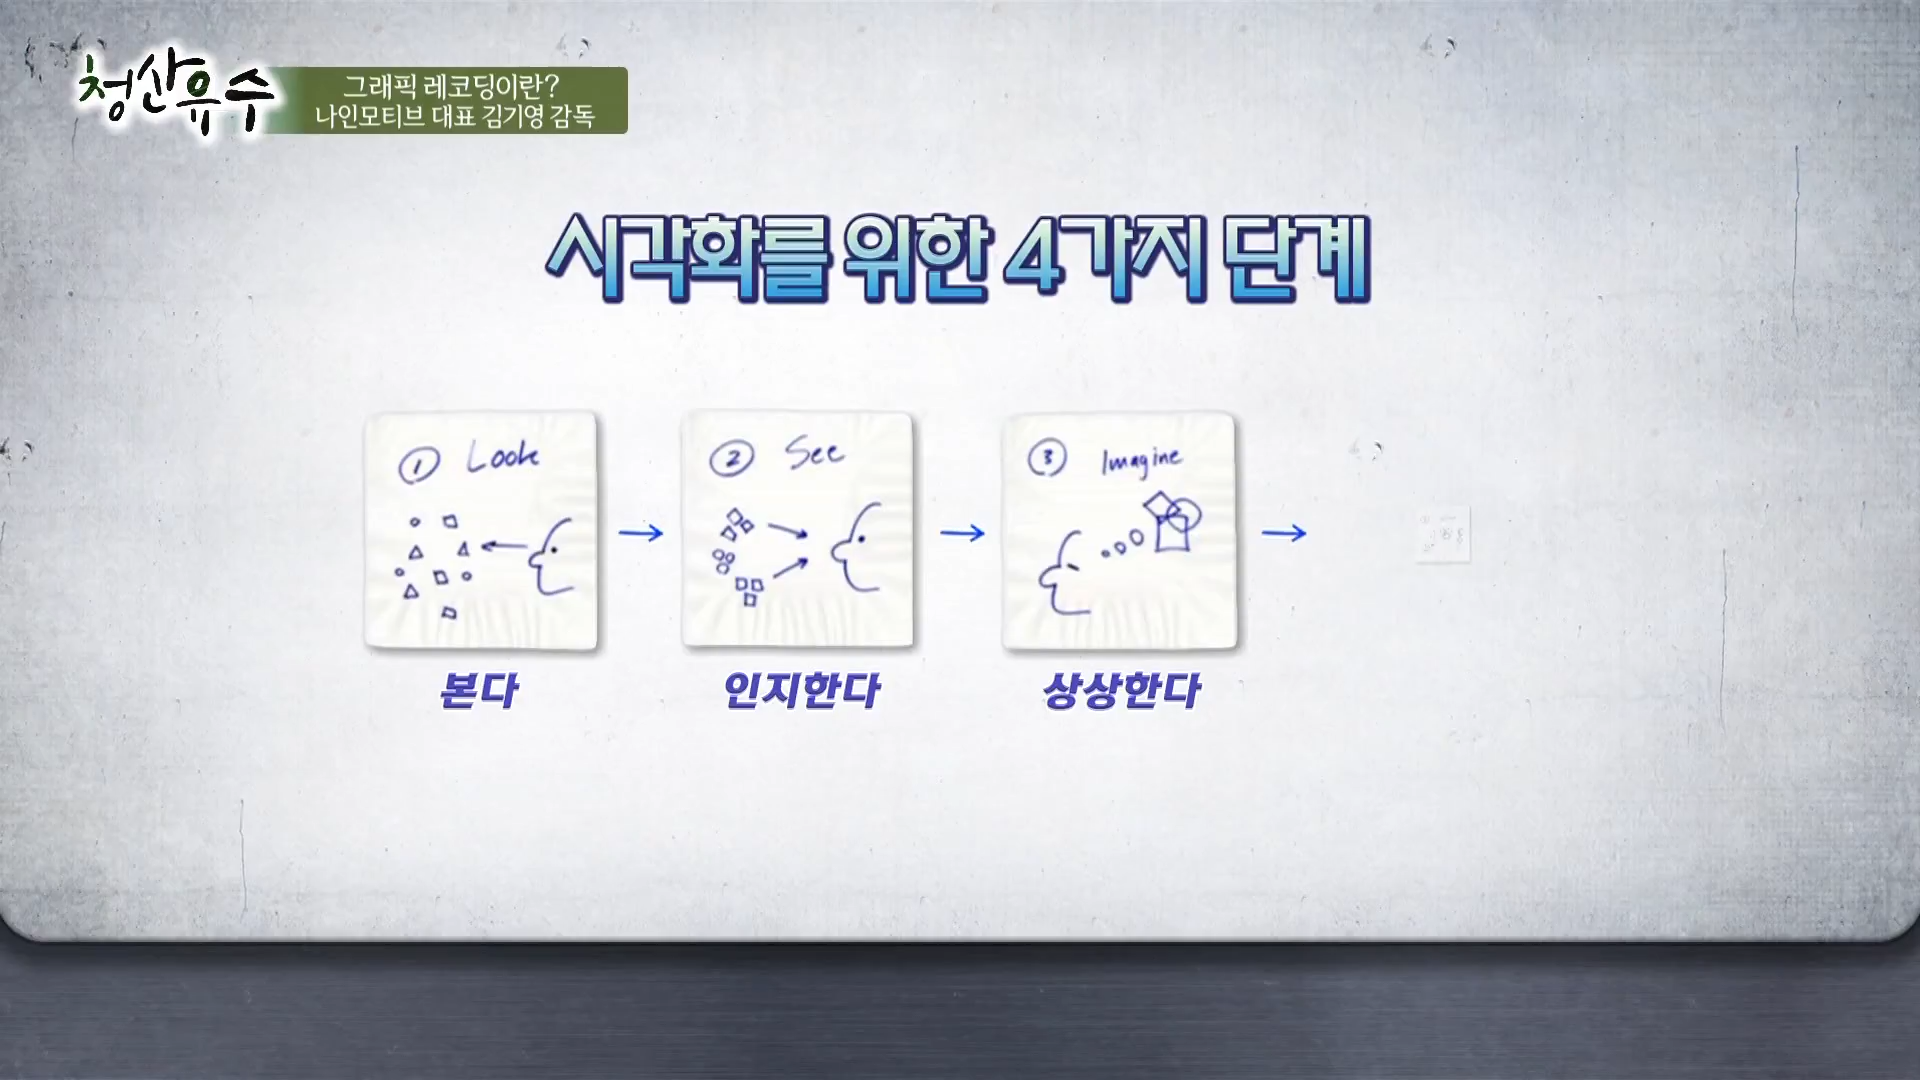 청산유수
그래픽 레코딩이란?
나인모티브 대표 김기영 감독
시각화를 위한 4가지 단계
① Look
② See
③ Imagine
본다
인지한다
상상한다